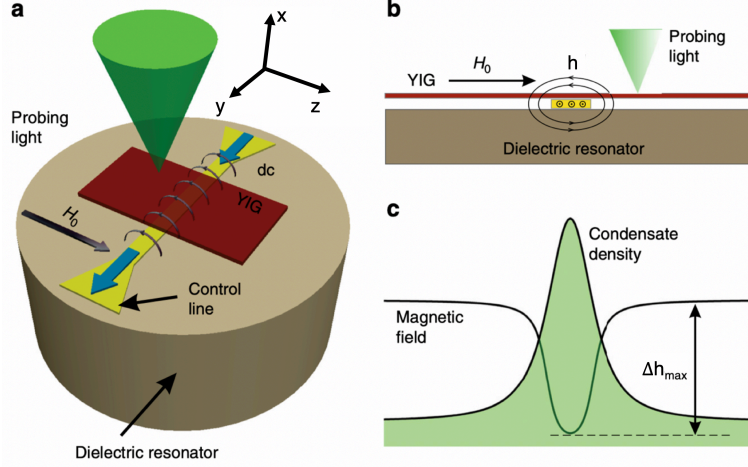 a
x
y
z
Probing
light
dc
YIG
H0
Control
line
Dielectric resonator
b
YIG
H0
h
Probing
light
Dielectric resonator
c
Condensate
density
Magnetic
field
Δhmax